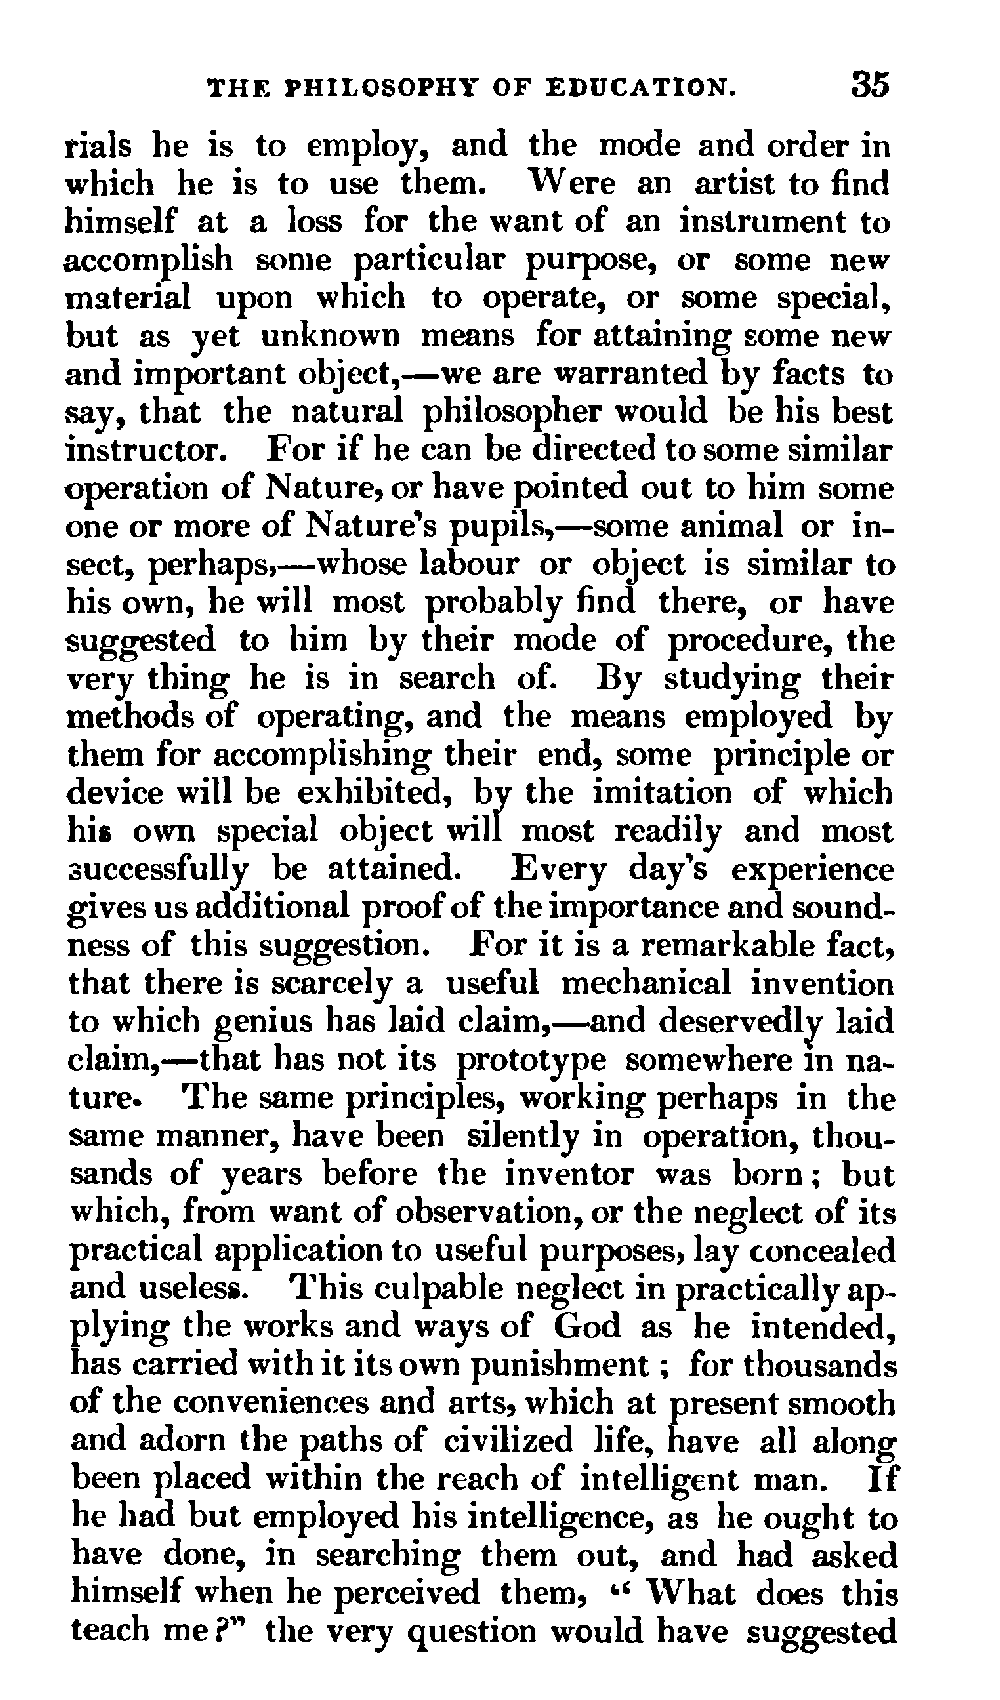 THE PHILOSOPHY OF EDUCATION. 35
rials he is to employ, and the mode and order in
which he is to use them. Were an artist to find
himself at a loss for the want of an instrument to
accomplish some particular purpose, or some new
material upon which to operate, or some special,
but as yet unknown means for attaining some new
and important object,—we are warranted by facts to
say, that the natural philosopher would be his best
instructor. For if he can be directed to some similar
operation of Nature, or have pointed out to him some
one or more of Nature's pupils,—some animal or in-
sect, perhaps,—whose labour or object is similar to
his own, he will most probably find there, or have
suggested to him by their mode of procedure, the
very thing he is in search of. By studying their
methods of operating, and the means employed by
them for accomplishing their end, some principle or
device will be exhibited, by the imitation of which
his own special object will most readily and most
successfully be attained. Every day's experience
gives us additional proof of the importance and sound-
ness of this suggestion. For it is a remarkable fact,
that there is scarcely a useful mechanical invention
to which genius has laid claim,—and deservedly laid
claim,—that has not its prototype somewhere in na-
ture. The same principles, working perhaps in the
same manner, have been silently in operation, thou-
sands of years before the inventor was born; but
which, from want of observation, or the neglect of its
practical application to useful purposes, lay concealed
and useless. This culpable neglect in practically ap-
plying the works and ways of God as he intended,
has carried with it its own punishment; for thousands
of the conveniences and arts, which at present smooth
and adorn the paths of civilized life, have all along
been placed within the reach of intelligent man. If
he had but employed his intelligence, as he ought to
have done, in searching them out, and had asked
himself when he perceived them, "What does this
teach me?" the very question would have suggested